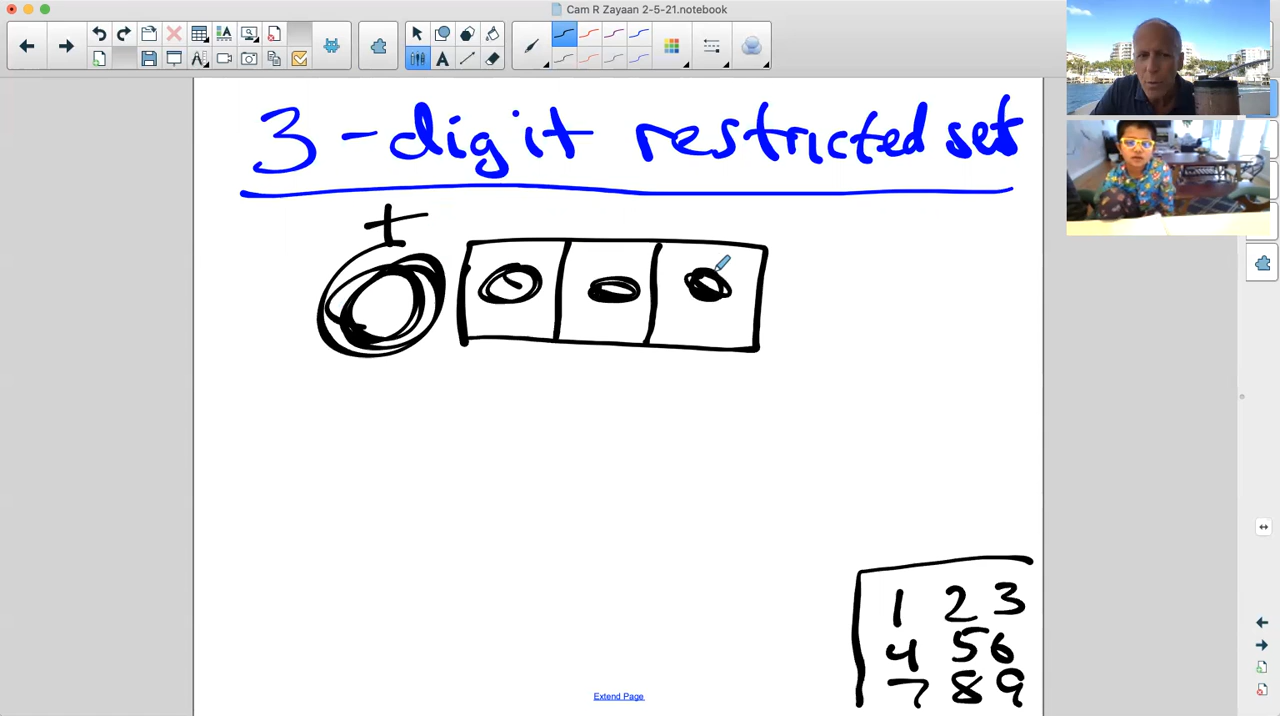 Cam R Zayaan 2-5-21.notebook
3-digit restricted set
+
1 2 3
4 5 6
7 8 9
Extend Page